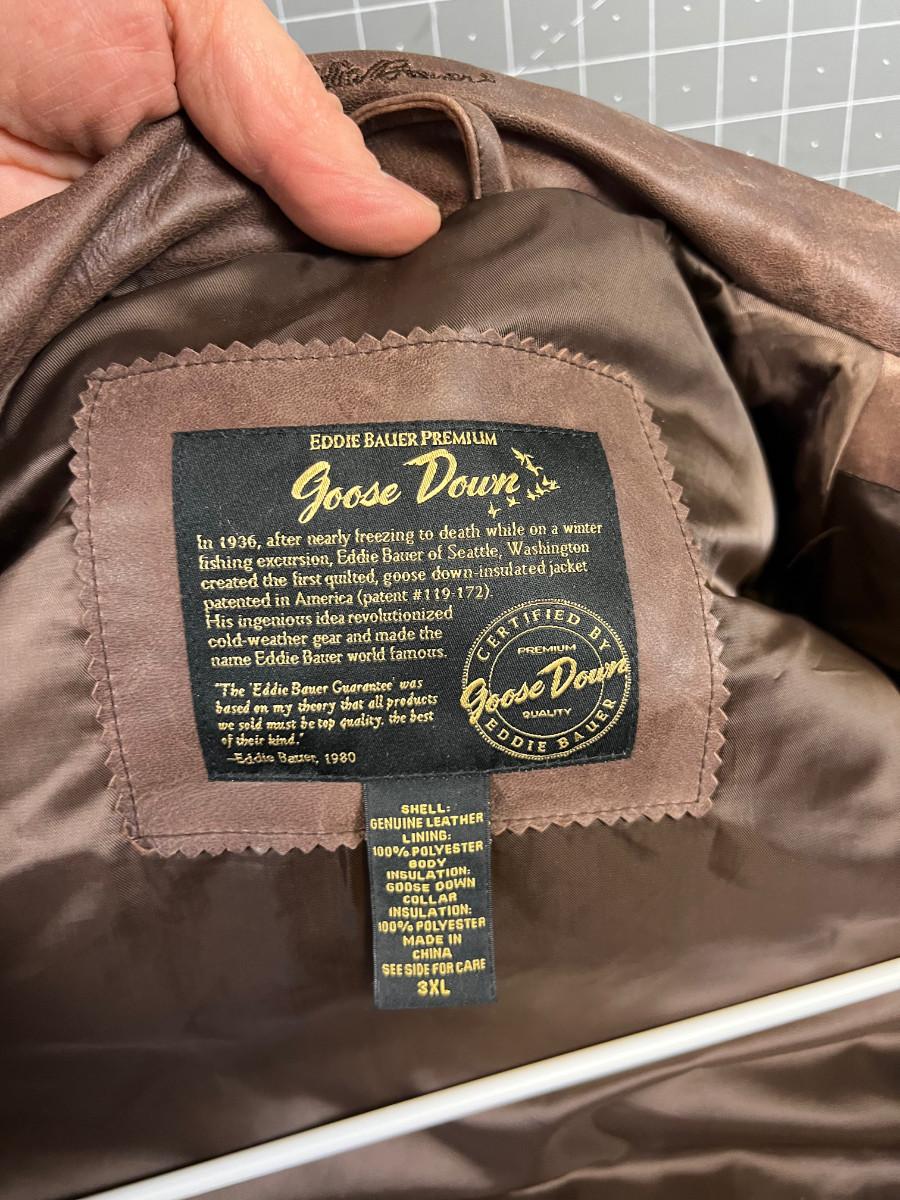 EDDIE BAUER PREMIUM
Goose Down
In 1936, after nearly freezing to death while on a winter
fishing excursion, Eddie Bauer of Seattle, Washington
created the first quilted, goose down-insulated jacket
patented in America (patent #119-172).
His ingenious idea revolutionized
cold-weather gear and made the
name Eddie Bauer world famous.
"The 'Eddie Bauer Guarantee' was
based on my theory that all products
we sold must be top quality, the best
of their kind."
—Eddie Bauer, 1980
CERTIFIED BY
PREMIUM
Goose Down
QUALITY
EDDIE BAUER
SHELL:
GENUINE LEATHER
LINING:
100% POLYESTER
BODY
INSULATION:
GOOSE DOWN
COLLAR
INSULATION:
100% POLYESTER
MADE IN
CHINA
SEE SIDE FOR CARE
3XL